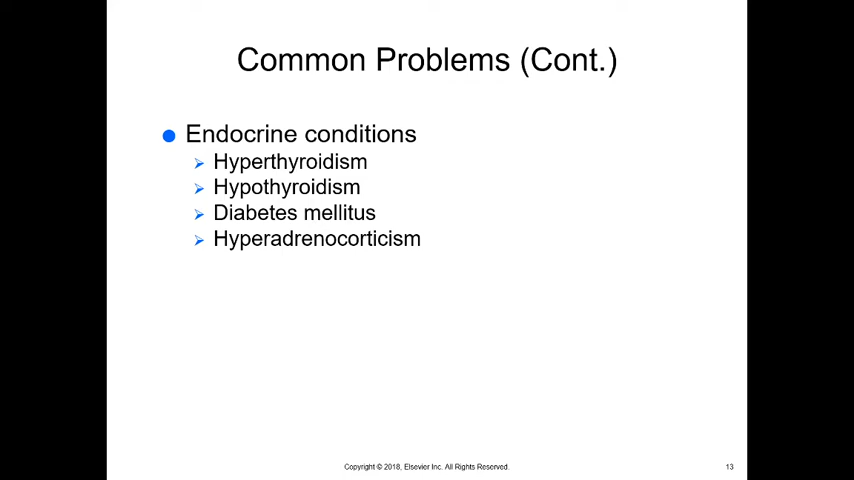 Common Problems (Cont.)
Endocrine conditions
Hyperthyroidism
Hypothyroidism
Diabetes mellitus
Hyperadrenocorticism
Copyright © 2018, Elsevier Inc. All Rights Reserved.
13